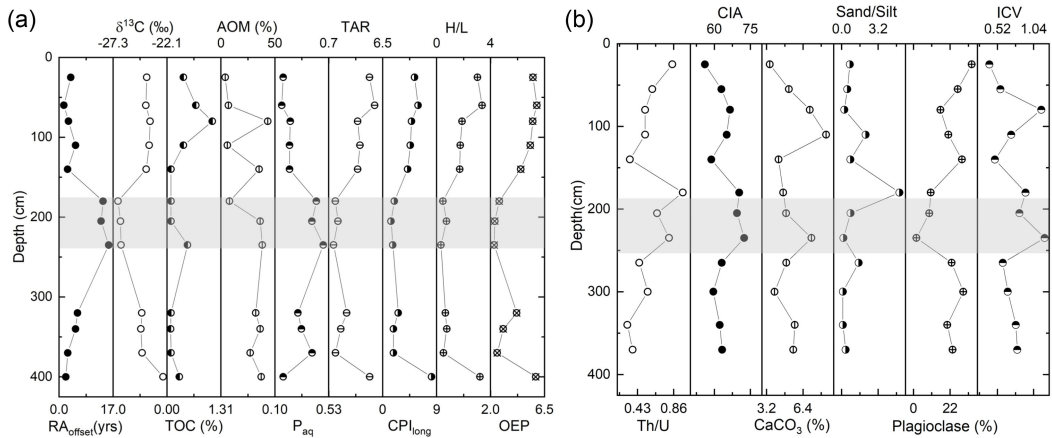 (a)
δ¹³C (‰) AOM (%) TAR H/L
-27.3 -22.1 0 50 0.7 6.5 0 4
0
100
200
300
400
Depth (cm)
0.0 17.0 0.00 1.31 0.10 0.53 0 9 2.0 6.5
RAoffset(yrs) TOC (%) Paq CPIlong OEP
(b)
CIA Sand/Silt ICV
60 75 0.0 3.2 0.52 1.04
0
100
200
300
400
Depth(cm)
0.43 0.86 3.2 6.4 0 22
Th/U CaCO₃ (%) Plagioclase (%)